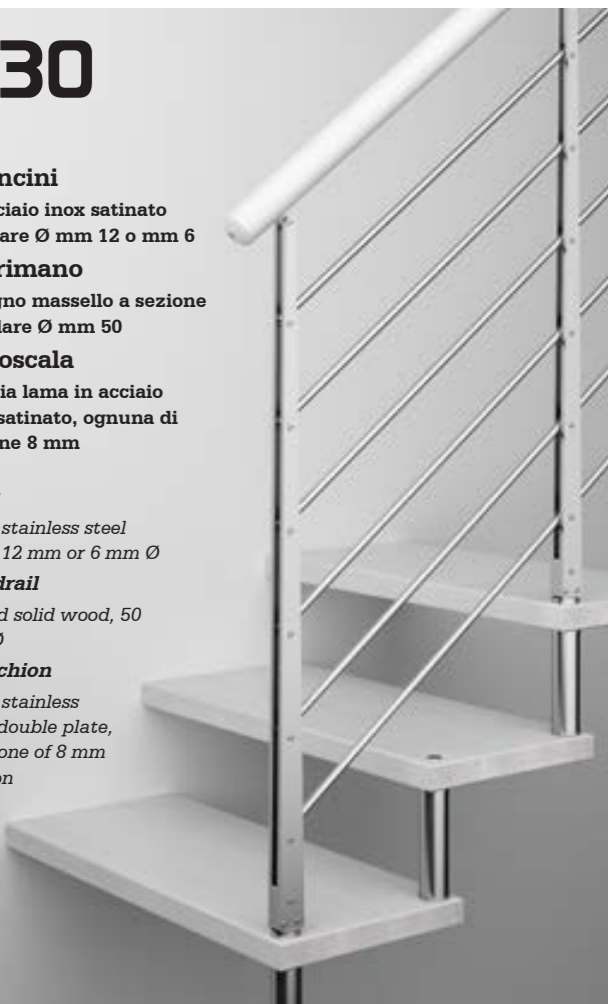 30
ncini
ciaio inox satinato
are Ø mm 12 o mm 6
rimano
gno massello a sezione
lare Ø mm 50
oscala
ia lama in acciaio
satinato, ognuna di
ne 8 mm
stainless steel
12 mm or 6 mm Ø
drail
d solid wood, 50
Ø
chion
stainless
double plate,
one of 8 mm
on